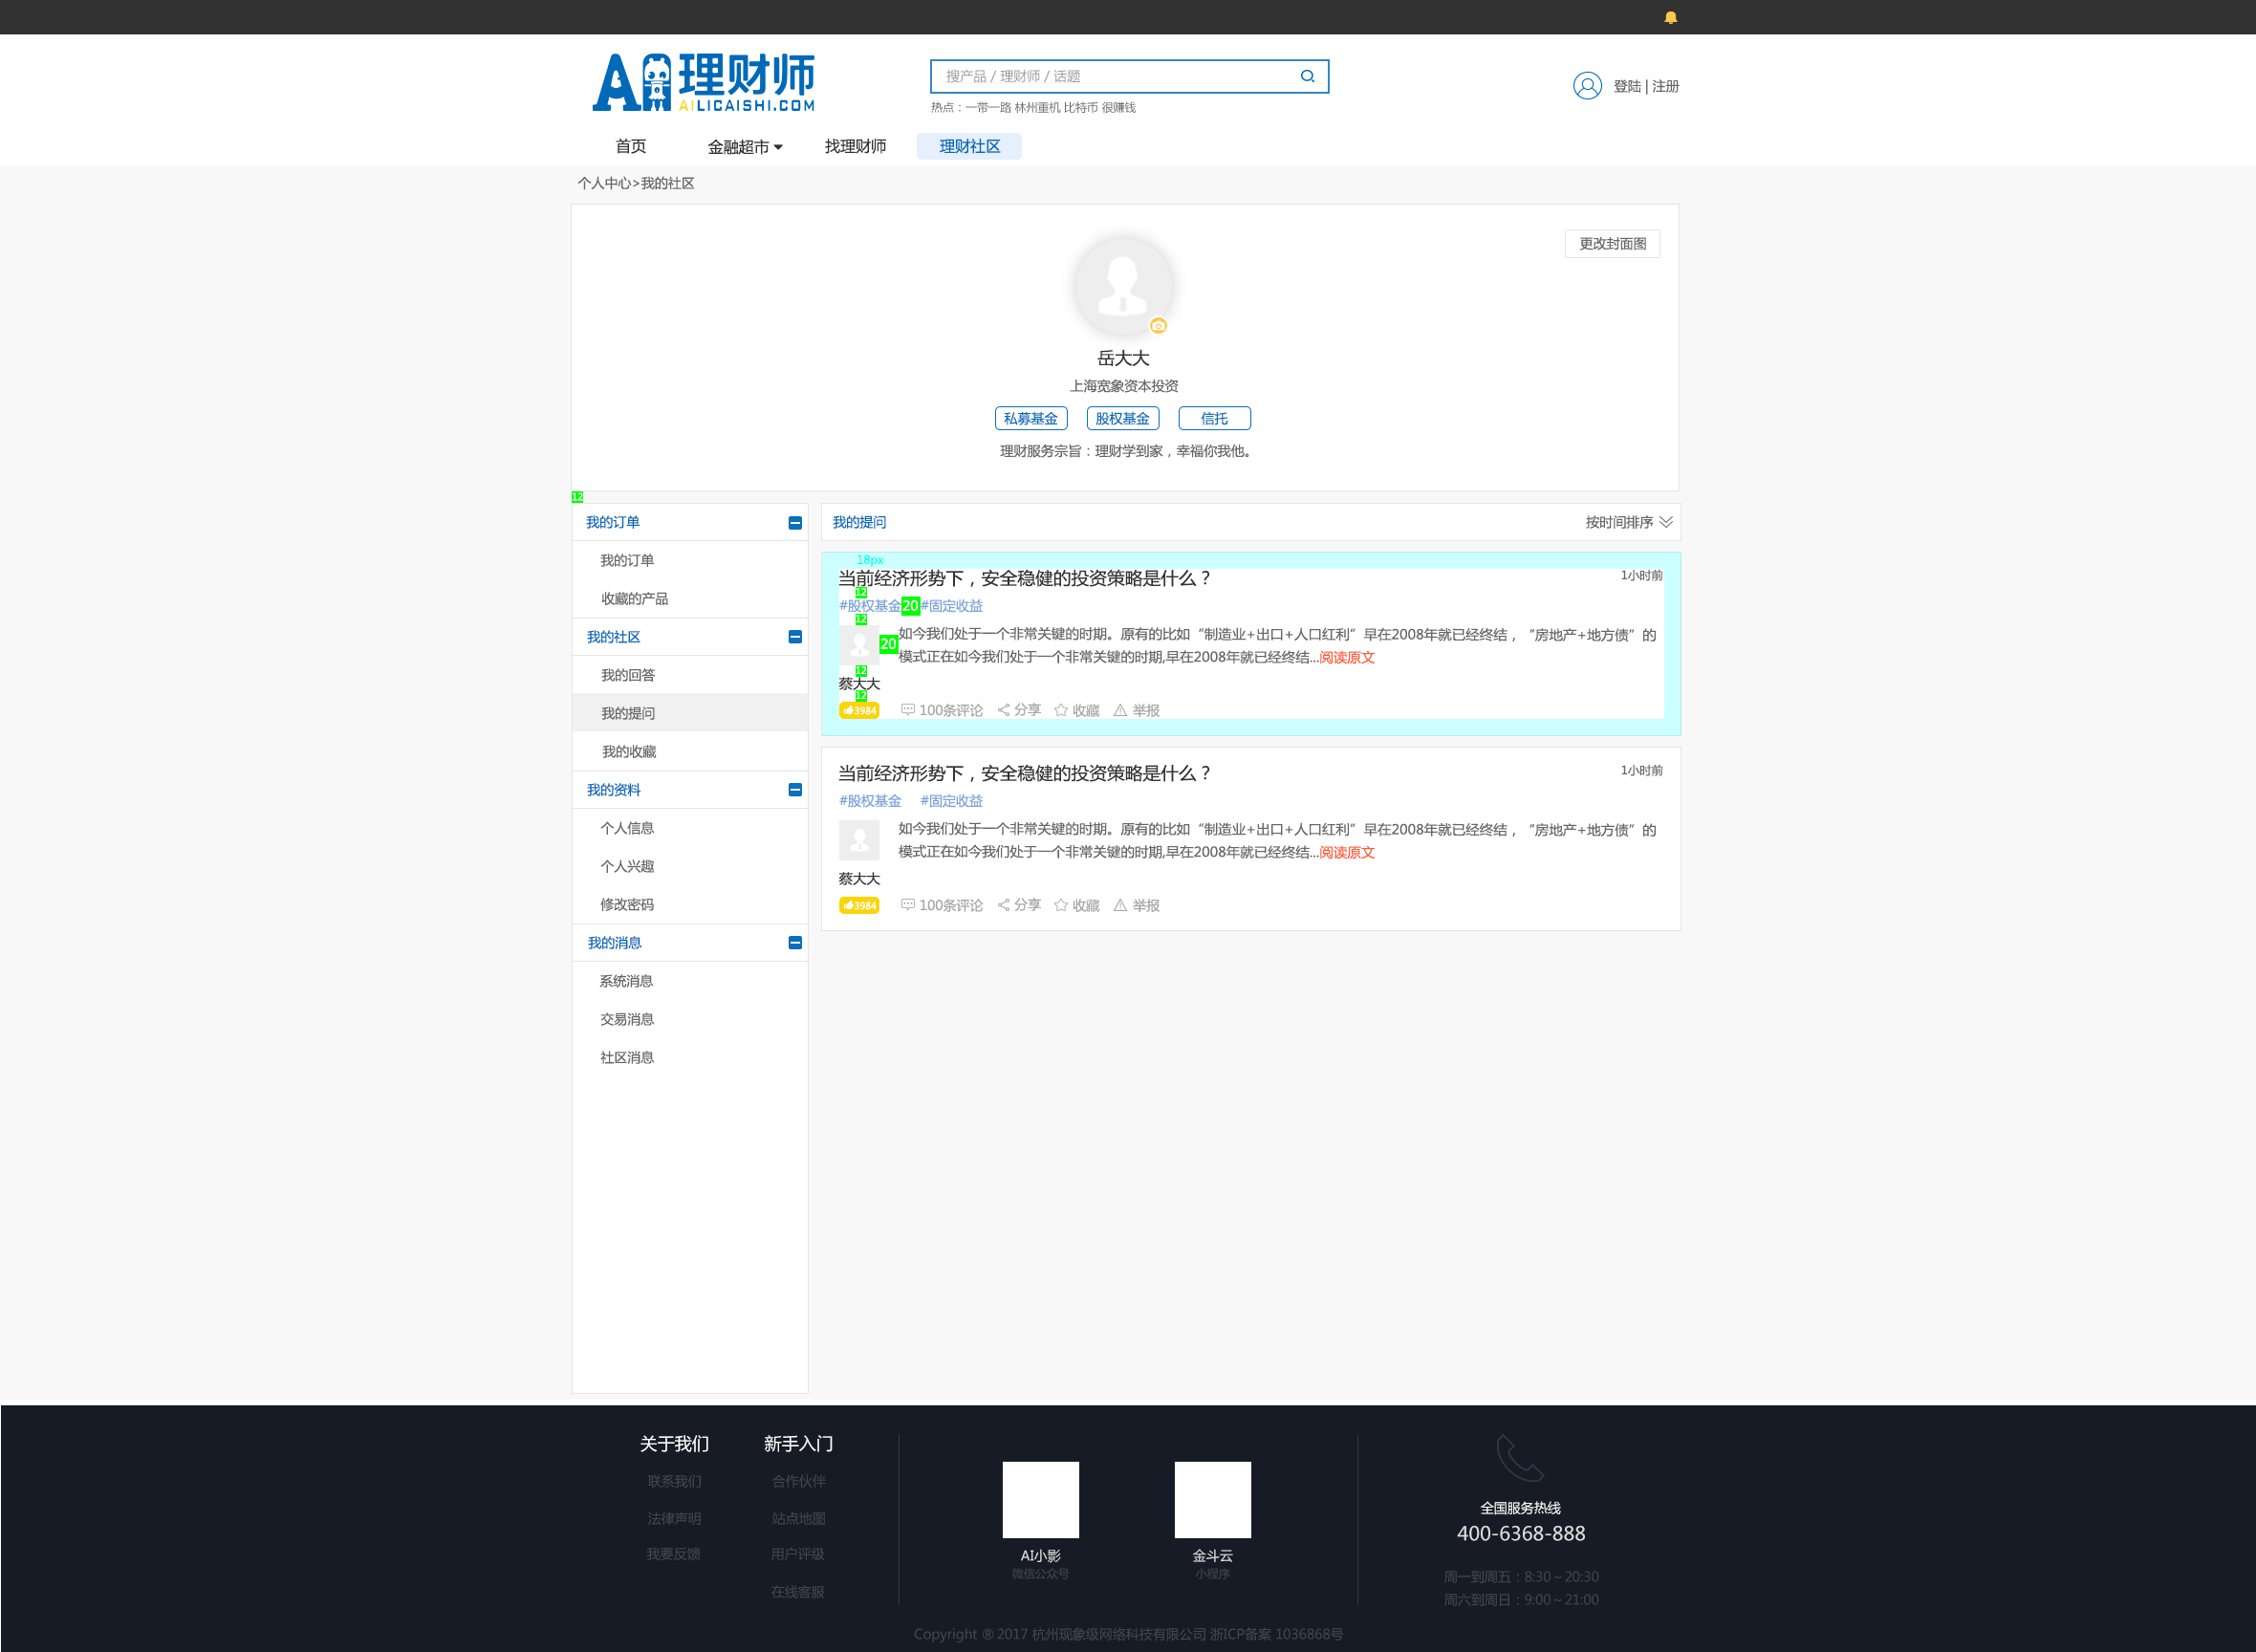 AI理财师
AILICAISHI.COM
搜产品 / 理财师 / 话题
热点：一带一路 林州重机 比特币 很赚钱
登陆 | 注册
首页 金融超市 找理财师 理财社区
个人中心>我的社区
更改封面图
岳大大
上海宽象资本投资
私募基金 股权基金 信托
理财服务宗旨：理财学到家，幸福你我他。
12
我的订单
我的订单
收藏的产品
我的社区
我的回答
我的提问
我的收藏
我的资料
个人信息
个人兴趣
修改密码
我的消息
系统消息
交易消息
社区消息
我的提问 按时间排序
18px
当前经济形势下，安全稳健的投资策略是什么？ 1小时前
12
#股权基金 20 #固定收益
12
20
如今我们处于一个非常关键的时期。原有的比如“制造业+出口+人口红利”早在2008年就已经终结，“房地产+地方债”的
模式正在如今我们处于一个非常关键的时期,早在2008年就已经终结...阅读原文
12
蔡大大
12
3984 100条评论 分享 收藏 举报
当前经济形势下，安全稳健的投资策略是什么？ 1小时前
#股权基金 #固定收益
如今我们处于一个非常关键的时期。原有的比如“制造业+出口+人口红利”早在2008年就已经终结，“房地产+地方债”的
模式正在如今我们处于一个非常关键的时期,早在2008年就已经终结...阅读原文
蔡大大
3984 100条评论 分享 收藏 举报
关于我们
联系我们
法律声明
我要反馈
新手入门
合作伙伴
站点地图
用户评级
在线客服
AI小影
微信公众号
金斗云
小程序
全国服务热线
400-6368-888
周一到周五：8:30～20:30
周六到周日：9:00～21:00
Copyright ® 2017 杭州现象级网络科技有限公司 浙ICP备案 1036868号